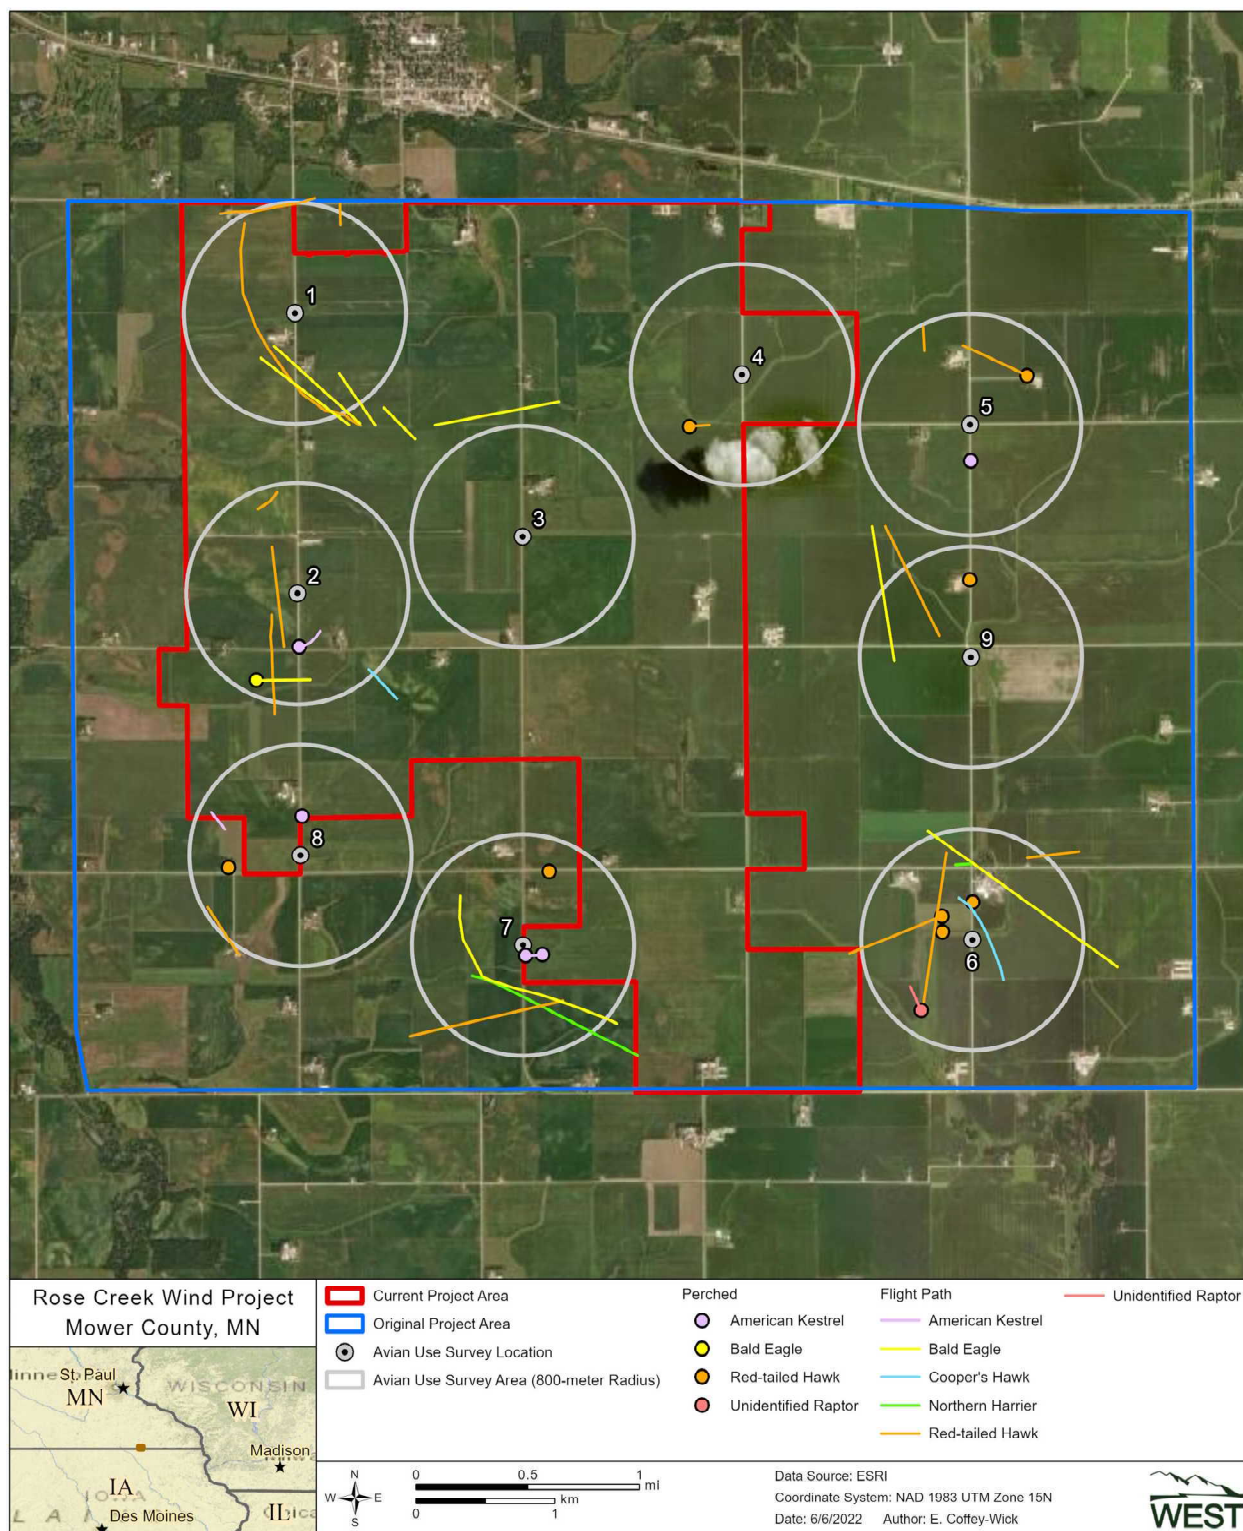 1
4
5
3
2
9
8
7
6
Rose Creek Wind Project
Mower County, MN
St. Paul
MN
WISCONSIN
WI
Madison
IA
IOWA
IL
Des Moines
Current Project Area
Original Project Area
Avian Use Survey Location
Avian Use Survey Area (800-meter Radius)
Perched
American Kestrel
Bald Eagle
Red-tailed Hawk
Unidentified Raptor
Flight Path
American Kestrel
Bald Eagle
Cooper's Hawk
Northern Harrier
Red-tailed Hawk
Unidentified Raptor
N
W E
S
0 0.5 1
mi
km
0 1
Data Source: ESRI
Coordinate System: NAD 1983 UTM Zone 15N
Date: 6/6/2022 Author: E. Coffey-Wick
WEST